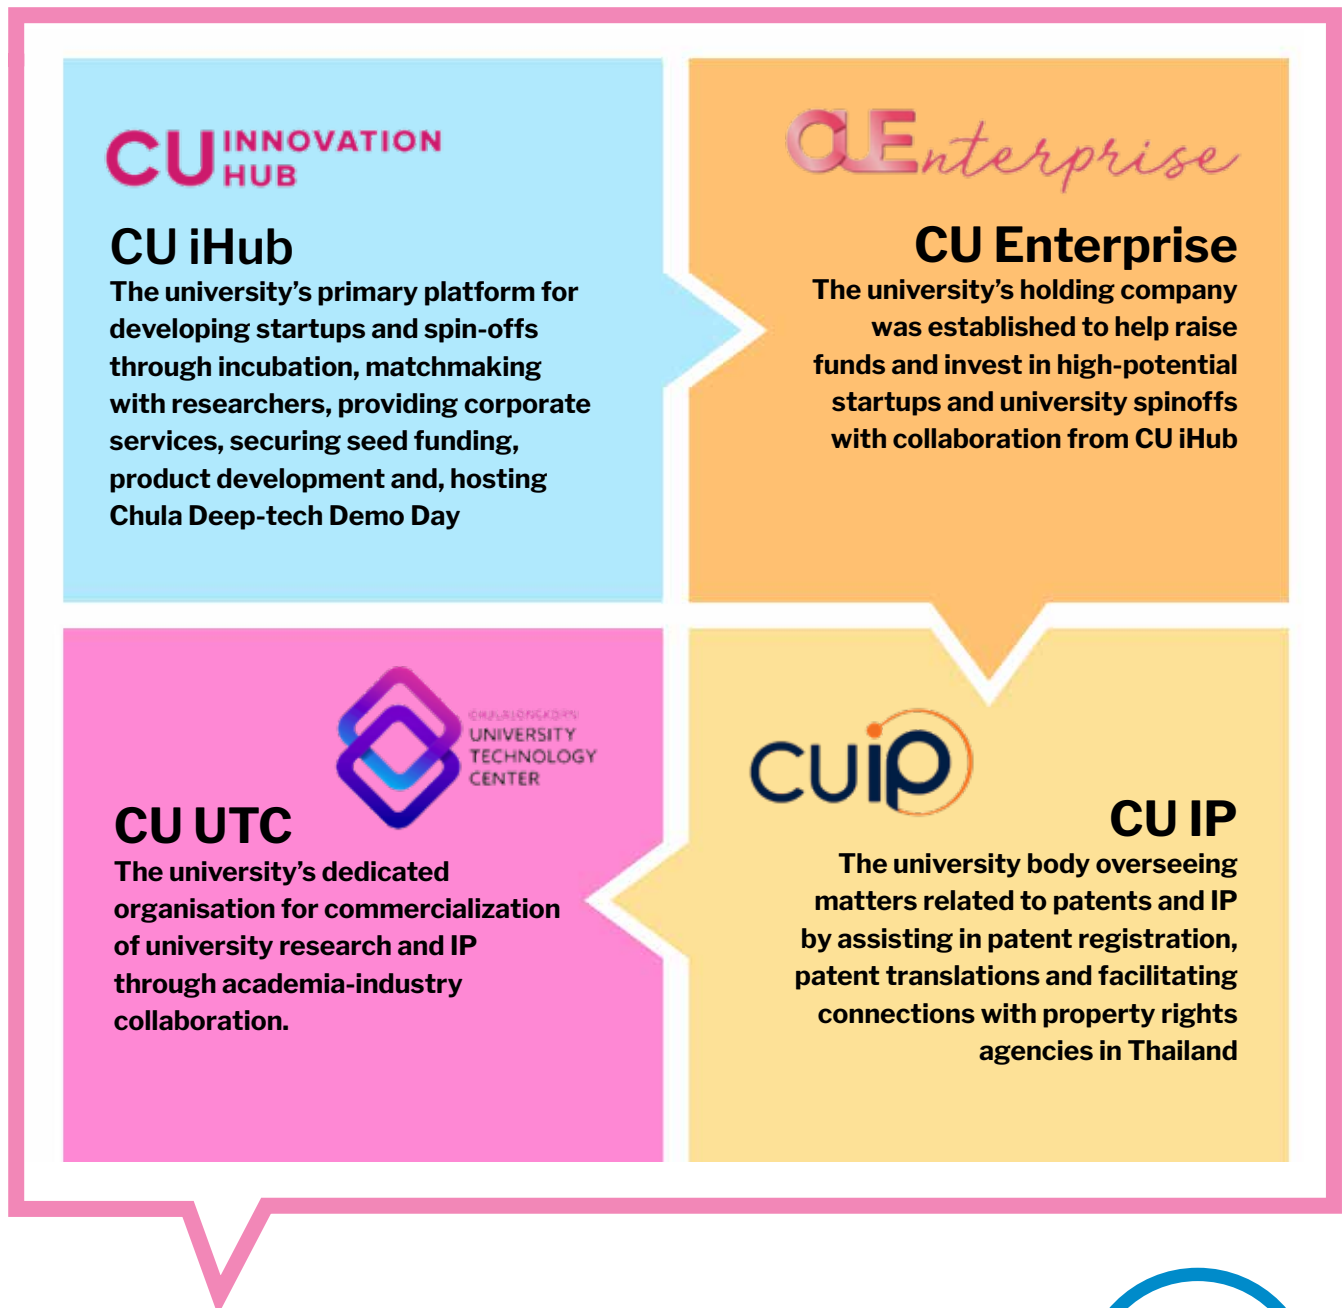 CU INNOVATION
HUB
CU iHub
The university’s primary platform for
developing startups and spin-offs
through incubation, matchmaking
with researchers, providing corporate
services, securing seed funding,
product development and, hosting
Chula Deep-tech Demo Day
CUEnterprise
CU Enterprise
The university’s holding company
was established to help raise
funds and invest in high-potential
startups and university spinoffs
with collaboration from CU iHub
CHULALONGKORN
UNIVERSITY
TECHNOLOGY
CENTER
CU UTC
The university’s dedicated
organisation for commercialization
of university research and IP
through academia-industry
collaboration.
CUiP
CU IP
The university body overseeing
matters related to patents and IP
by assisting in patent registration,
patent translations and facilitating
connections with property rights
agencies in Thailand